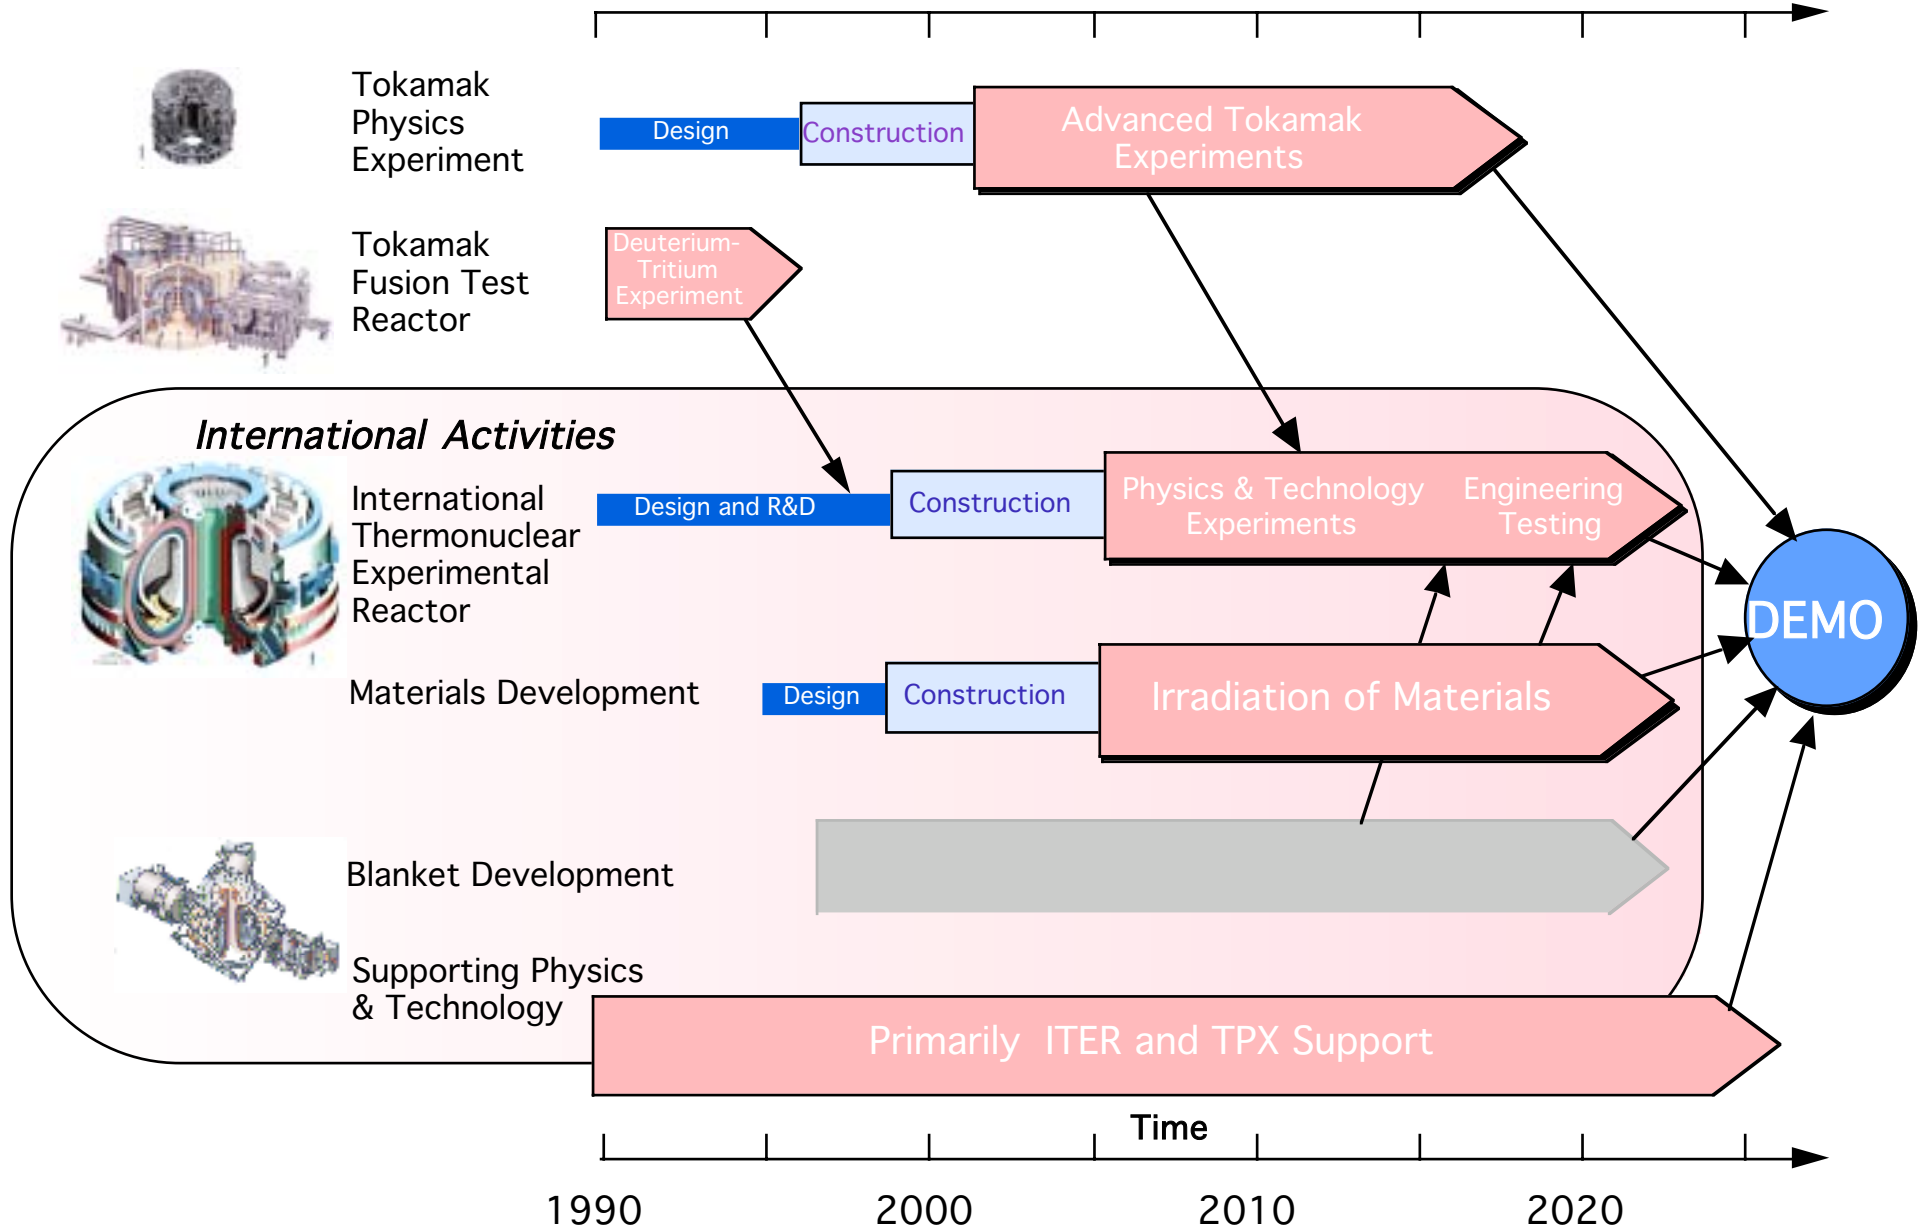 Tokamak
Physics
Experiment
Design
Construction
Advanced Tokamak
Experiments
Tokamak
Fusion Test
Reactor
Deuterium-
Tritium
Experiment
International Activities
International
Thermonuclear
Experimental
Reactor
Design and R&D
Construction
Physics & Technology
Experiments
Engineering
Testing
DEMO
Materials Development
Design
Construction
Irradiation of Materials
Blanket Development
Supporting Physics
& Technology
Primarily ITER and TPX Support
Time
1990
2000
2010
2020